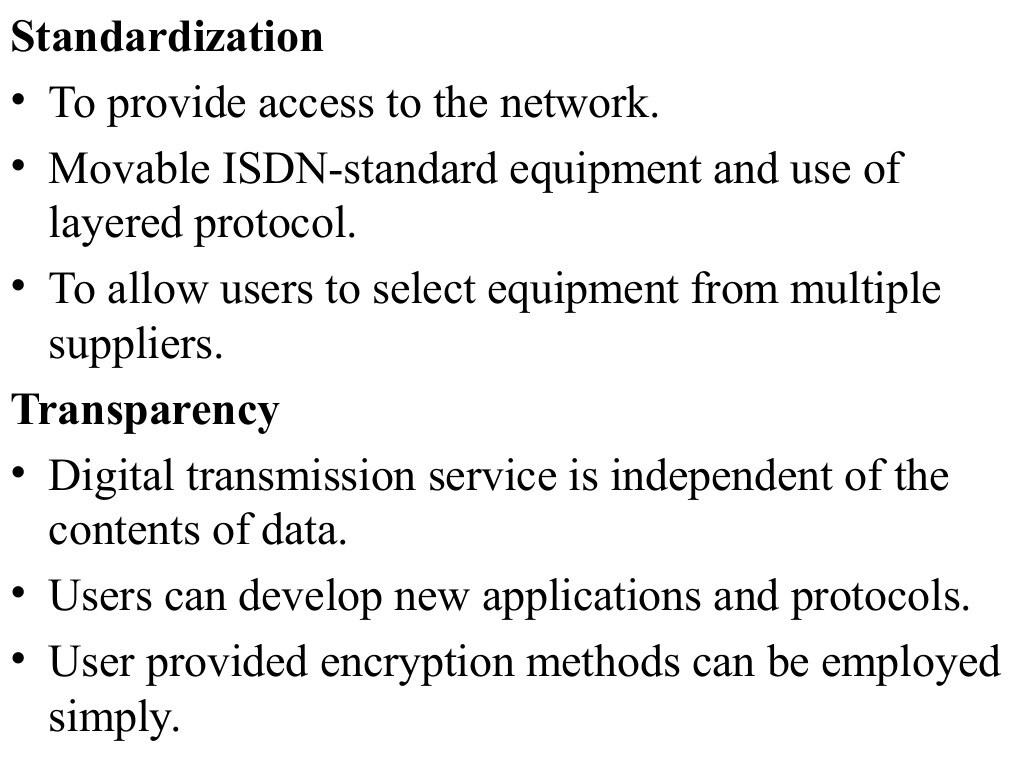 Standardization
• To provide access to the network.
• Movable ISDN-standard equipment and use of
layered protocol.
• To allow users to select equipment from multiple
suppliers.
Transparency
• Digital transmission service is independent of the
contents of data.
• Users can develop new applications and protocols.
• User provided encryption methods can be employed
simply.